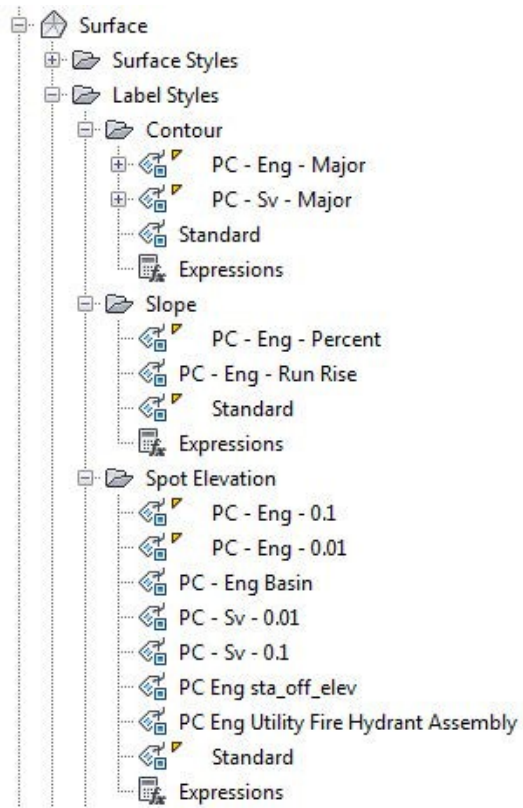 Surface
Surface Styles
Label Styles
Contour
PC - Eng - Major
PC - Sv - Major
Standard
Expressions
Slope
PC - Eng - Percent
PC - Eng - Run Rise
Standard
Expressions
Spot Elevation
PC - Eng - 0.1
PC - Eng - 0.01
PC - Eng Basin
PC - Sv - 0.01
PC - Sv - 0.1
PC Eng sta_off_elev
PC Eng Utility Fire Hydrant Assembly
Standard
Expressions